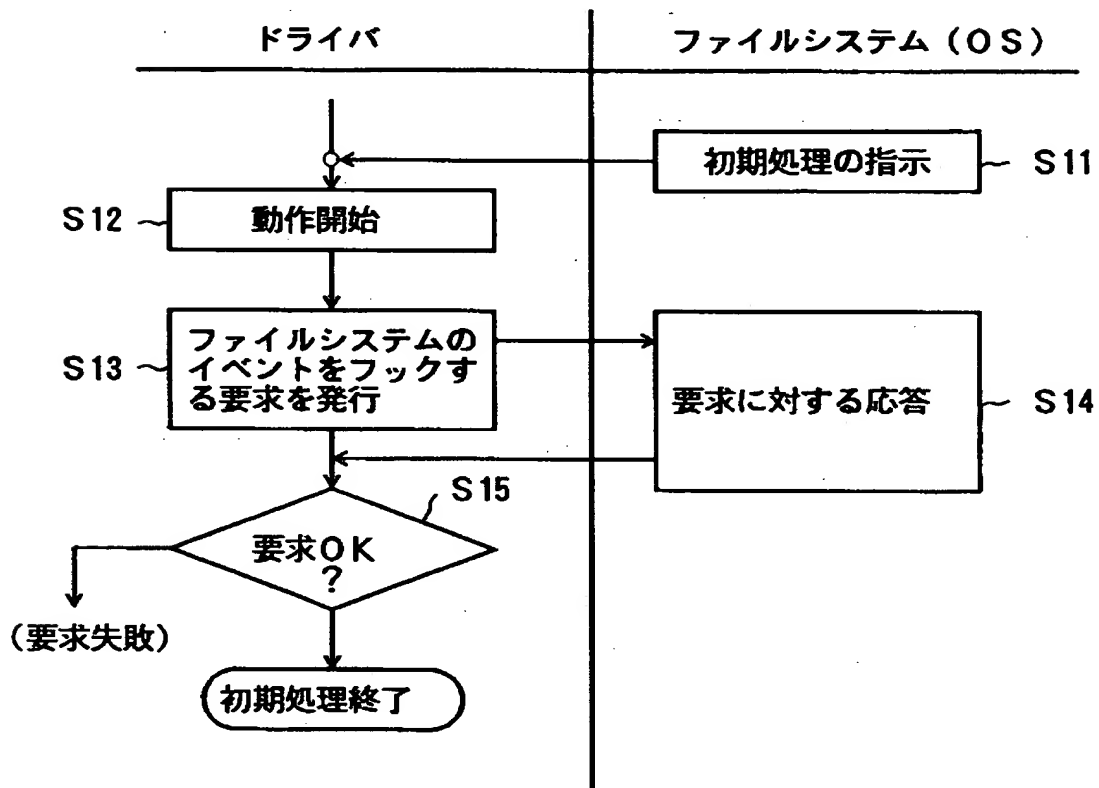 ドライバ
ファイルシステム（OS）
初期処理の指示
S11
S12
動作開始
S13
ファイルシステムの
イベントをフックす
る要求を発行
要求に対する応答
S14
S15
要求OK
?
（要求失敗）
初期処理終了